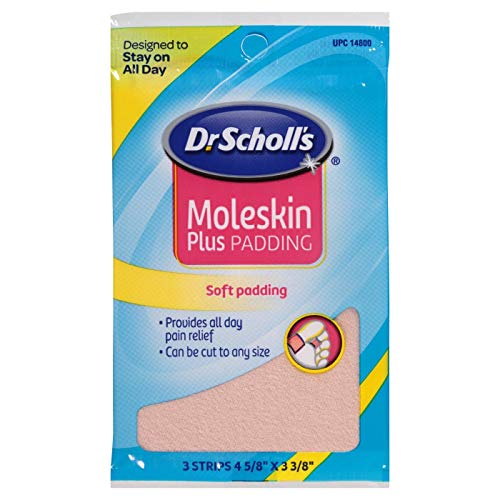 Designed to
Stay on
All Day
UPC 14800
Dr Scholl's
®
Moleskin
Plus PADDING
Soft padding
• Provides all day
pain relief
• Can be cut to any size
3 STRIPS 4 5/8" X 3 3/8"